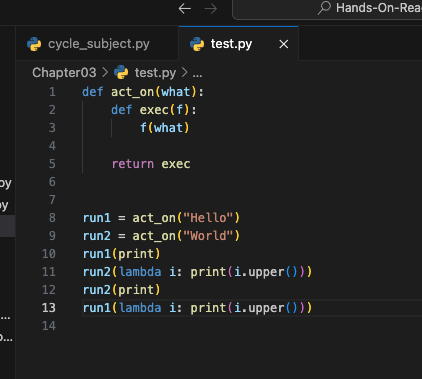 Hands-On-Rea
cycle_subject.py
test.py
Chapter03 > test.py > ...
1 def act_on(what):
2     def exec(f):
3         f(what)
4
5     return exec
6
7
8 run1 = act_on("Hello")
9 run2 = act_on("World")
10 run1(print)
11 run2(lambda i: print(i.upper()))
12 run2(print)
13 run1(lambda i: print(i.upper()))
14
py
y
...
o...